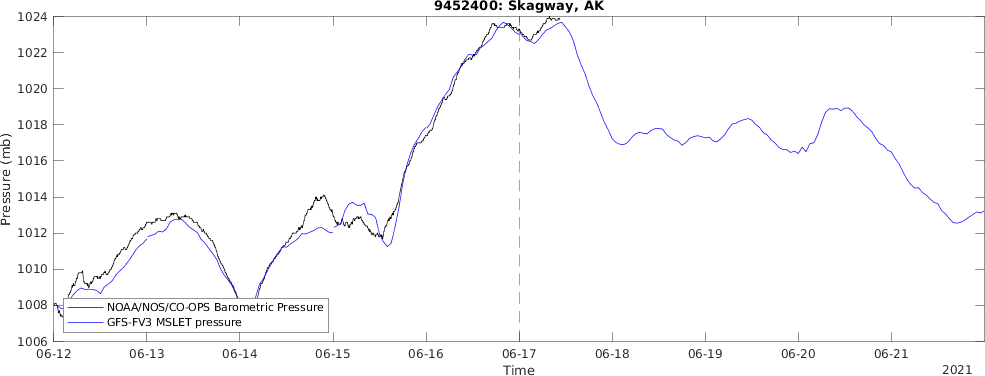 9452400: Skagway, AK
Pressure (mb)
1024
1022
1020
1018
1016
1014
1012
1010
1008
1006
NOAA/NOS/CO-OPS Barometric Pressure
GFS-FV3 MSLET pressure
06-12 06-13 06-14 06-15 06-16 06-17 06-18 06-19 06-20 06-21
Time
2021